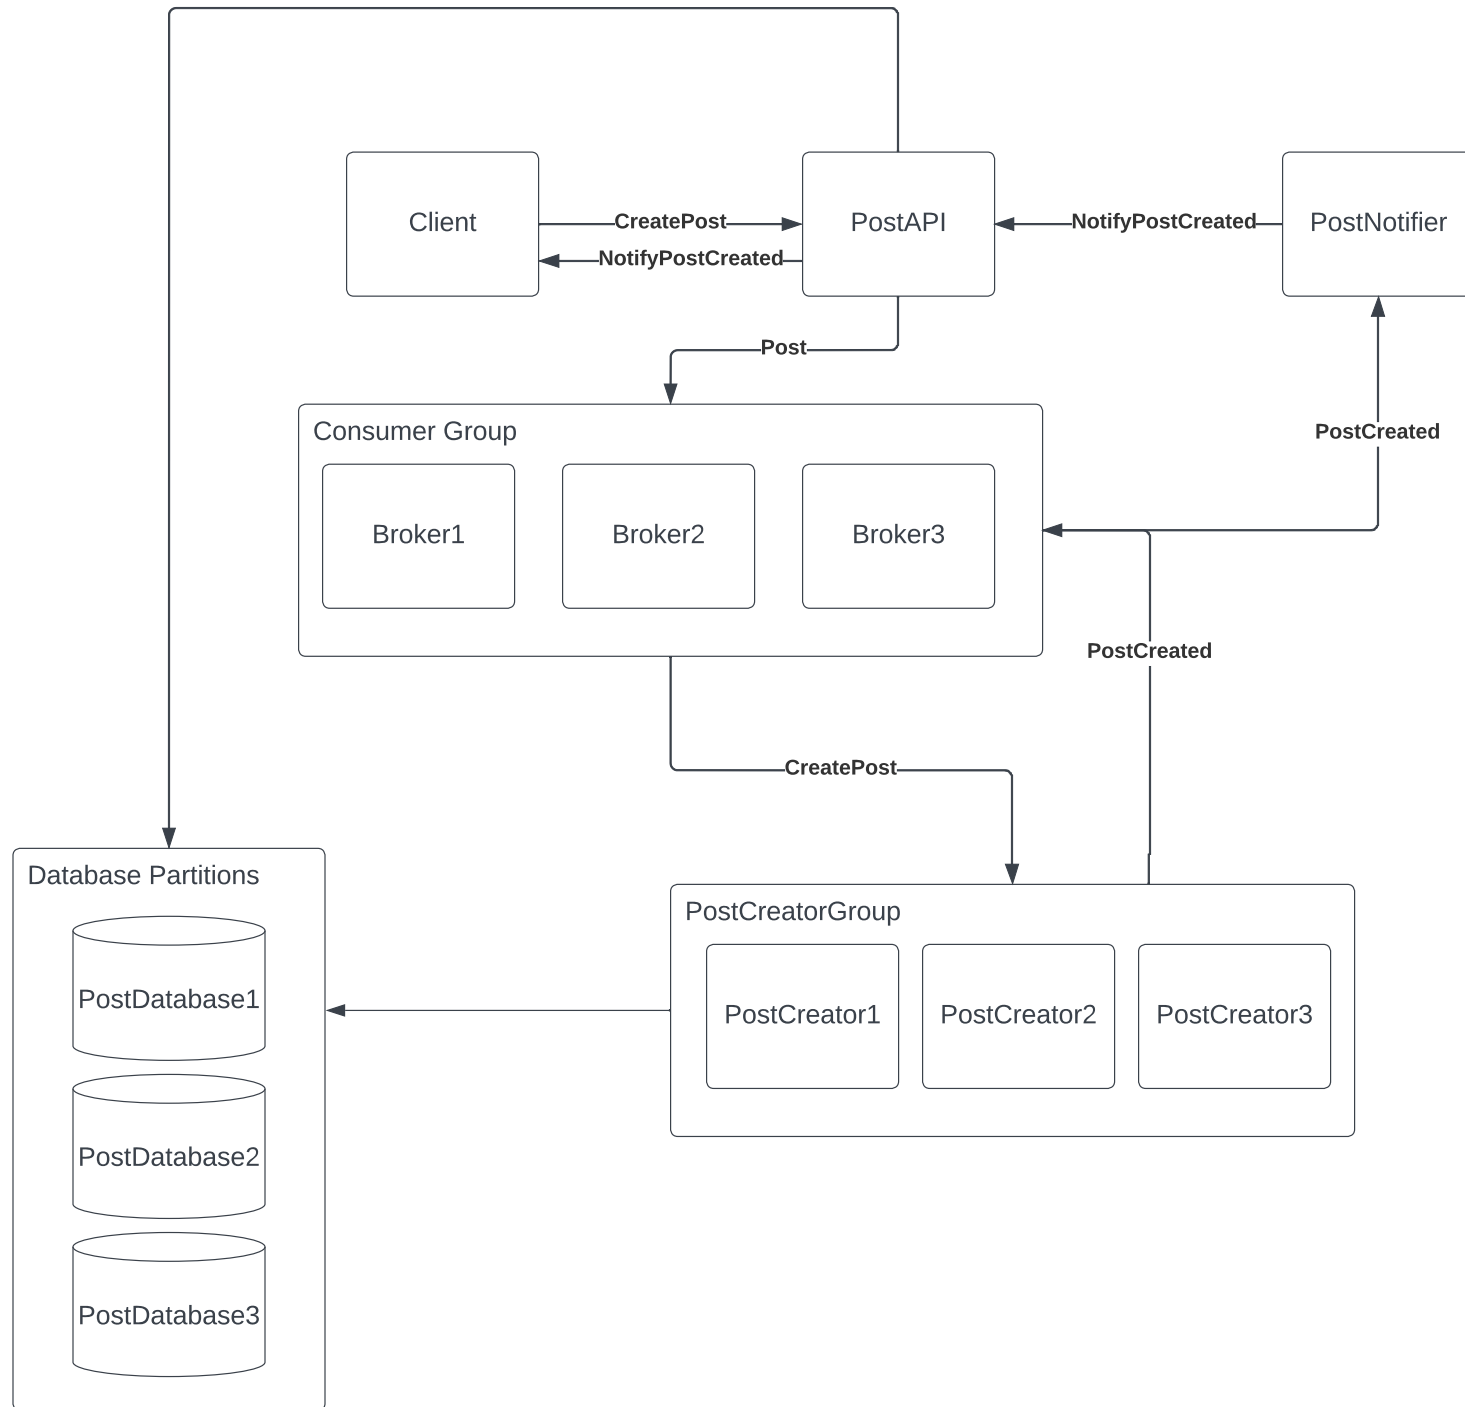 Client
CreatePost
NotifyPostCreated
PostAPI
NotifyPostCreated
PostNotifier
Post
PostCreated
Consumer Group
Broker1
Broker2
Broker3
PostCreated
CreatePost
Database Partitions
PostDatabase1
PostDatabase2
PostDatabase3
PostCreatorGroup
PostCreator1
PostCreator2
PostCreator3